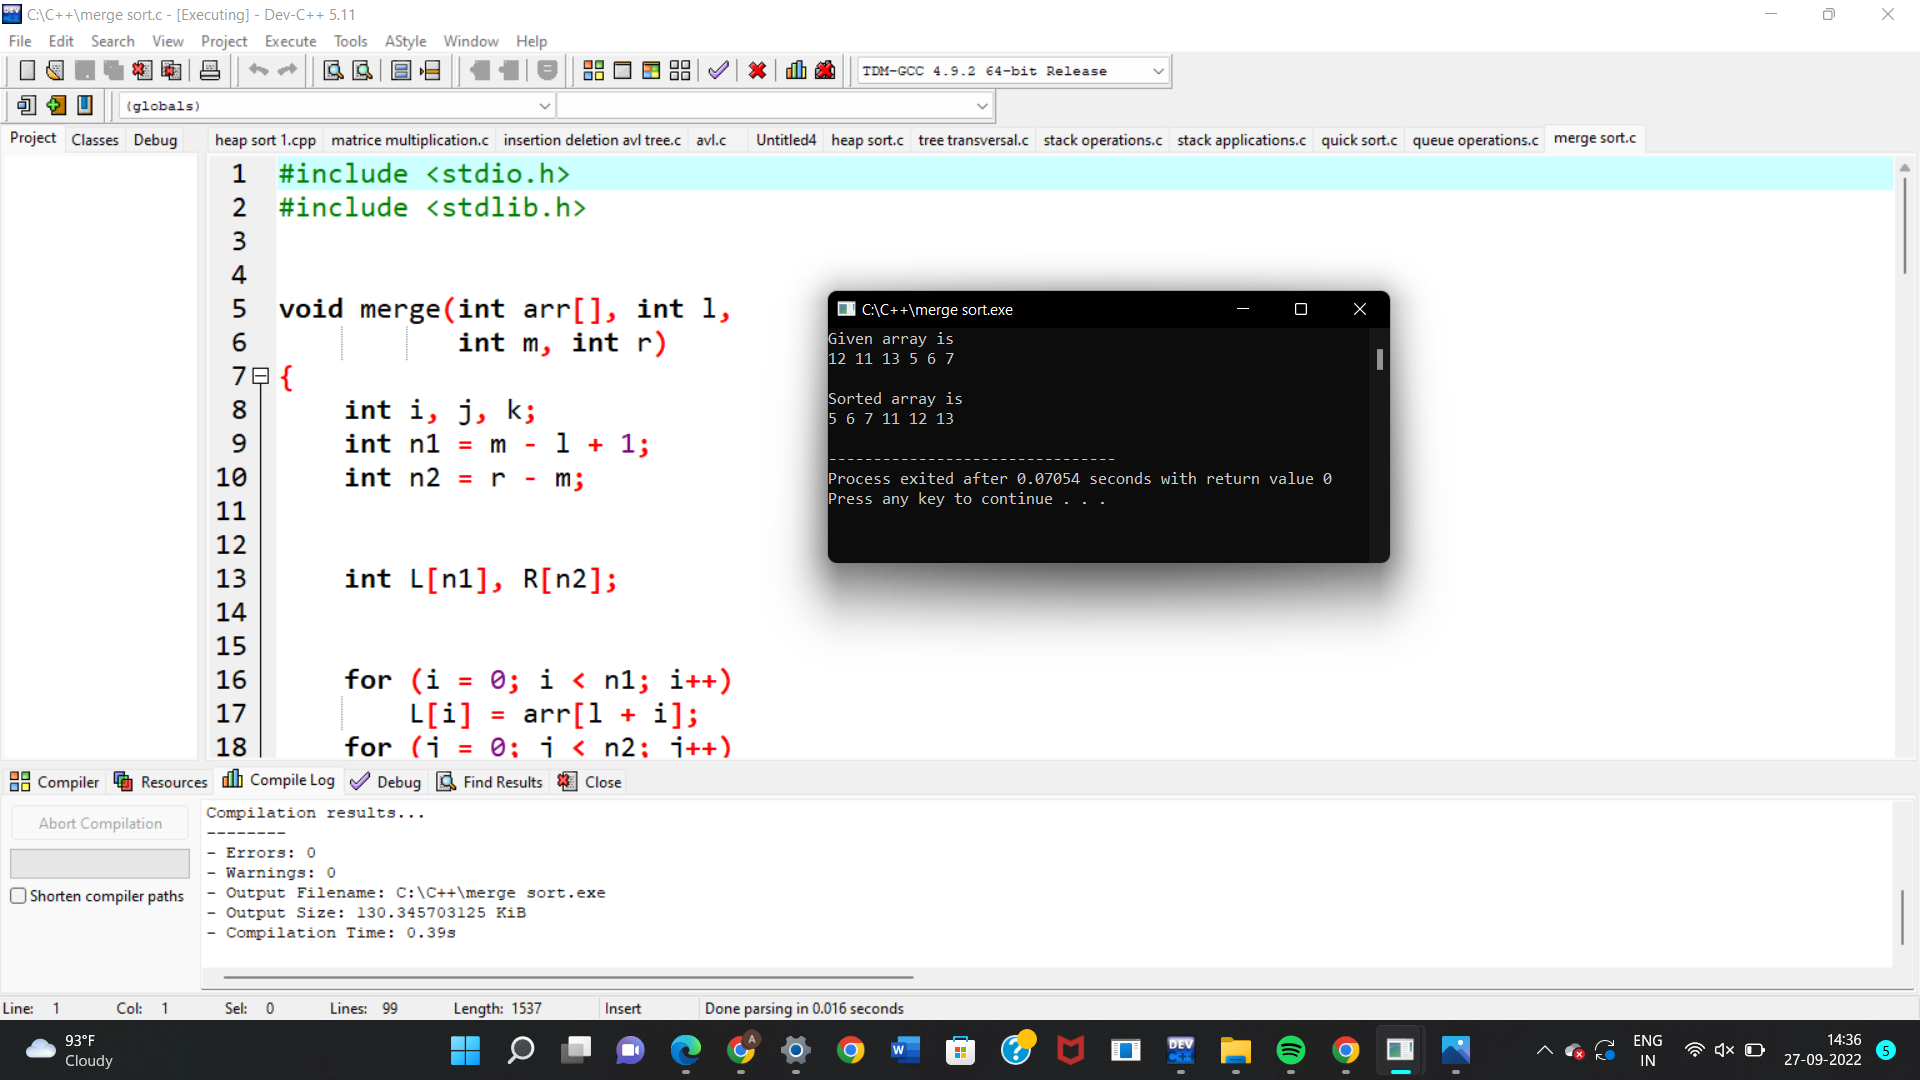 C:\C++\merge sort.c - [Executing] - Dev-C++ 5.11
File Edit Search View Project Execute Tools AStyle Window Help
TDM-GCC 4.9.2 64-bit Release
(globals)
Project Classes Debug
heap sort 1.cpp matrice multiplication.c insertion deletion avl tree.c avl.c Untitled4 heap sort.c tree transversal.c stack operations.c stack applications.c quick sort.c queue operations.c merge sort.c
1 #include <stdio.h>
2 #include <stdlib.h>
3
4
5 void merge(int arr[], int l,
6 int m, int r)
7 {
8 int i, j, k;
9 int n1 = m - l + 1;
10 int n2 = r - m;
11
12
13 int L[n1], R[n2];
14
15
16 for (i = 0; i < n1; i++)
17 L[i] = arr[l + i];
18 for (j = 0; j < n2; j++)
C:\C++\merge sort.exe
Given array is
12 11 13 5 6 7
Sorted array is
5 6 7 11 12 13
--------------------------------
Process exited after 0.07054 seconds with return value 0
Press any key to continue . . .
Compiler Resources Compile Log Debug Find Results Close
Abort Compilation
Shorten compiler paths
Compilation results...
--------
- Errors: 0
- Warnings: 0
- Output Filename: C:\C++\merge sort.exe
- Output Size: 130.345703125 KiB
- Compilation Time: 0.39s
Line: 1 Col: 1 Sel: 0 Lines: 99 Length: 1537 Insert Done parsing in 0.016 seconds
93°F
Cloudy
A
W
DEV
ENG
IN
14:36
27-09-2022
5